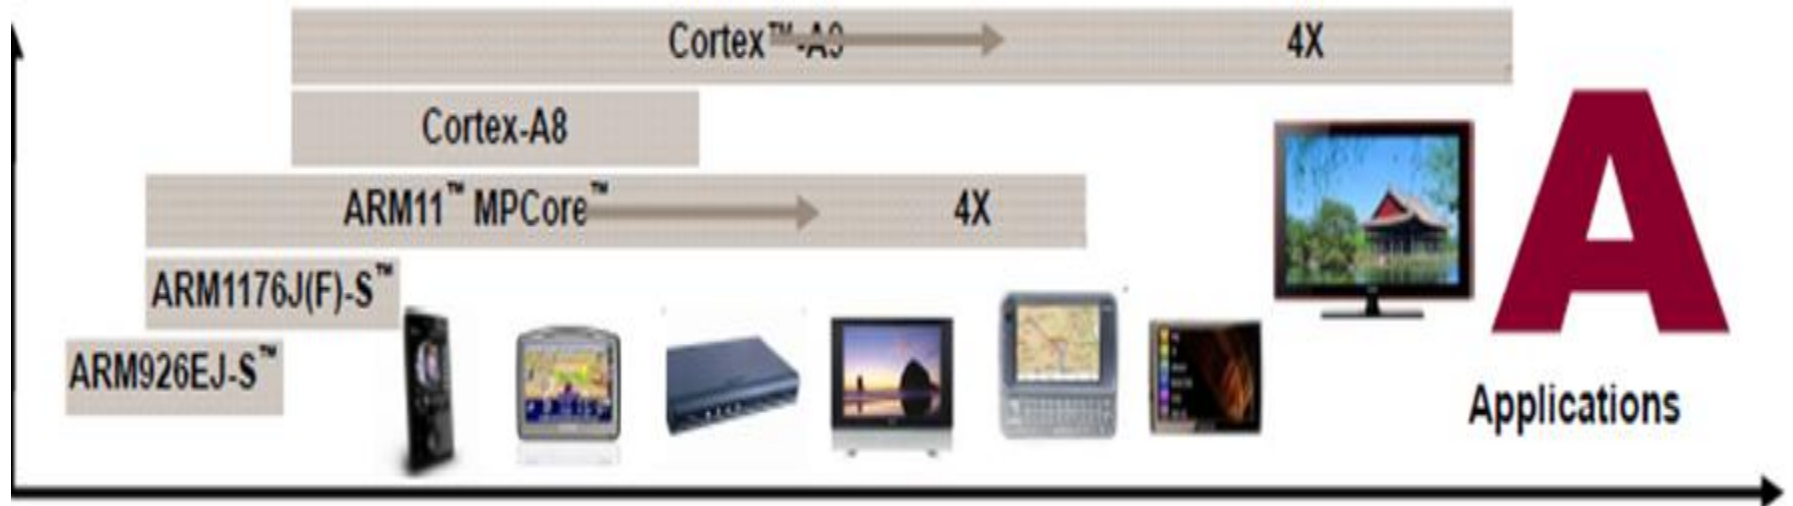 Cortex™-A9 4X
Cortex-A8
ARM11™ MPCore™ 4X
ARM1176J(F)-S™
ARM926EJ-S™
A
Applications